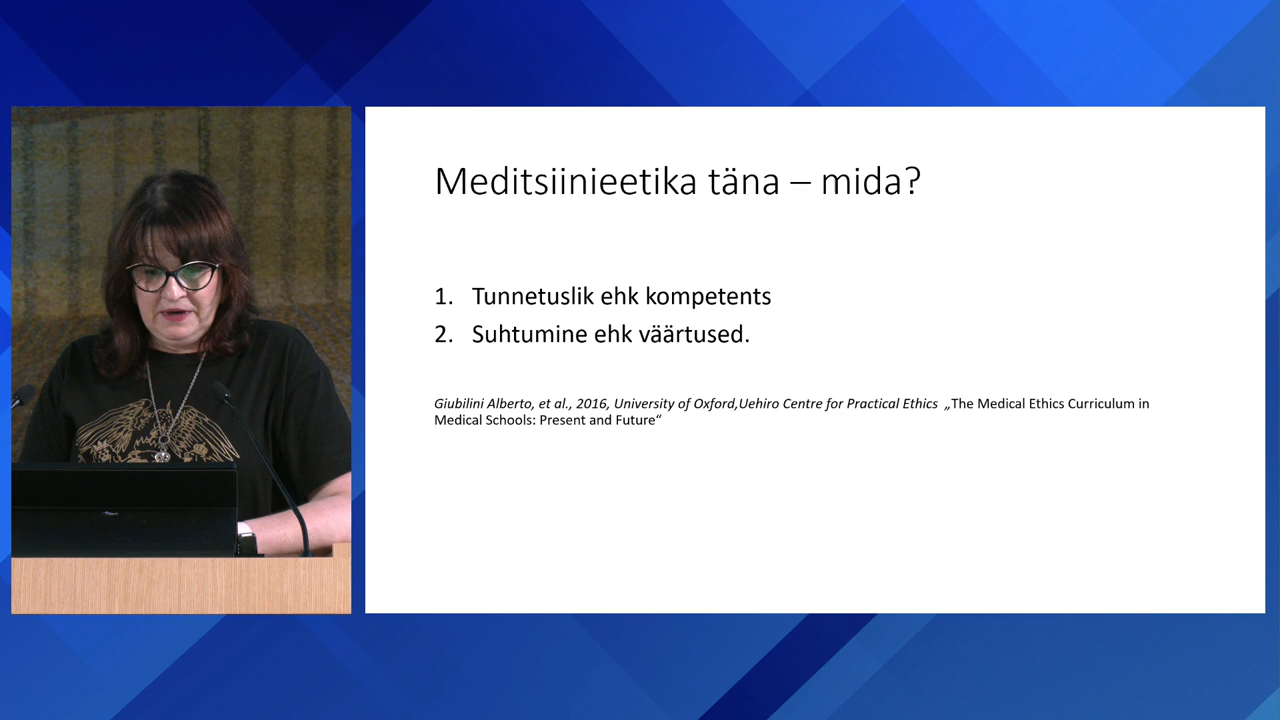 Meditsiinieetika täna – mida?
1. Tunnetuslik ehk kompetents
2. Suhtumine ehk väärtused.
Giubilini Alberto, et al., 2016, University of Oxford,Uehiro Centre for Practical Ethics „The Medical Ethics Curriculum in
Medical Schools: Present and Future“